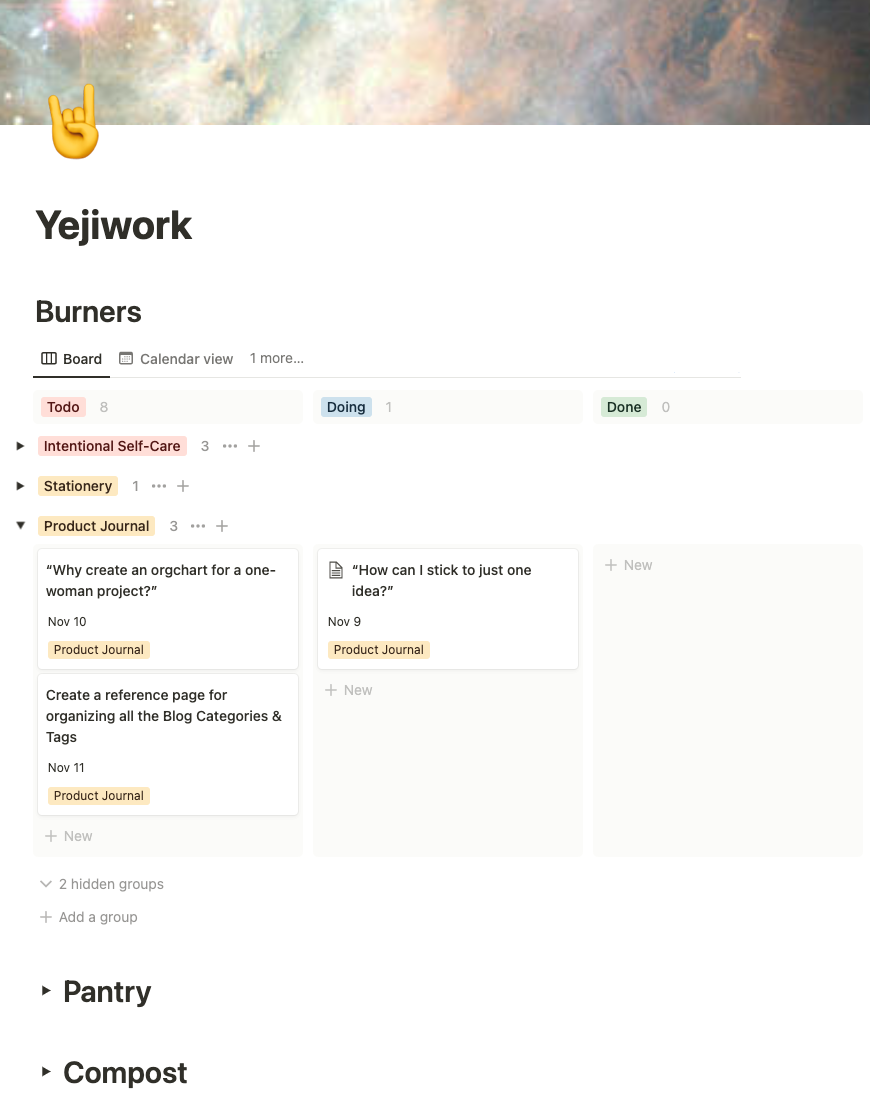 Yejiwork
Burners
Board Calendar view 1 more...
Todo 8 Doing 1 Done 0
Intentional Self-Care 3
Stationery 1
Product Journal 3
“Why create an orgchart for a one-
woman project?”
Nov 10
Product Journal
Create a reference page for
organizing all the Blog Categories &
Tags
Nov 11
Product Journal
New
“How can I stick to just one
idea?”
Nov 9
Product Journal
New
New
2 hidden groups
Add a group
Pantry
Compost